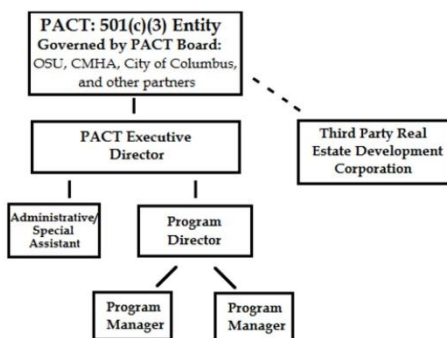 PACT: 501(c)(3) Entity
Governed by PACT Board:
OSU, CMHA, City of Columbus,
and other partners
PACT Executive
Director
Third Party Real
Estate Development
Corporation
Administrative/
Special
Assistant
Program
Director
Program
Manager
Program
Manager